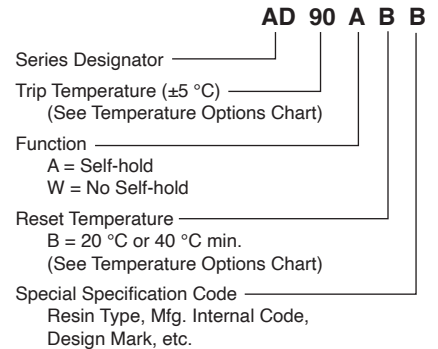 AD 90 A B B
Series Designator
Trip Temperature (±5 °C)
(See Temperature Options Chart)
Function
A = Self-hold
W = No Self-hold
Reset Temperature
B = 20 °C or 40 °C min.
(See Temperature Options Chart)
Special Specification Code
Resin Type, Mfg. Internal Code,
Design Mark, etc.